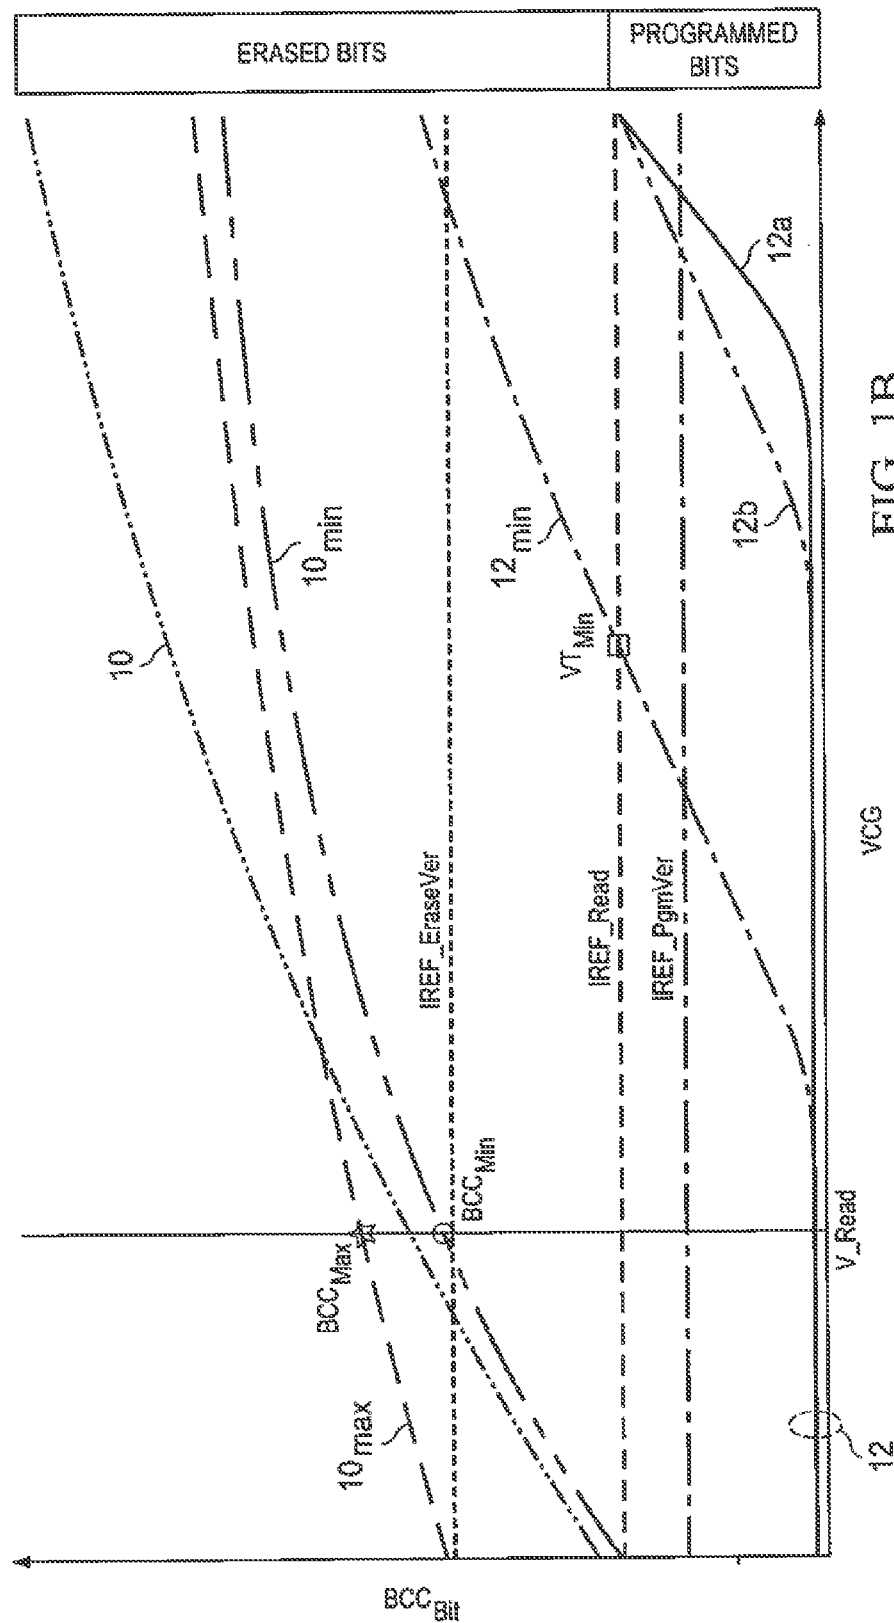 ERASED BITS
PROGRAMMED
BITS
10
10max
10min
BCCMax
BCCMin
IREF_EraseVer
12min
VTMin
IREF_Read
IREF_PgmVer
12a
12b
12
V_Read
VCG
BCCBit
FIG. 1B